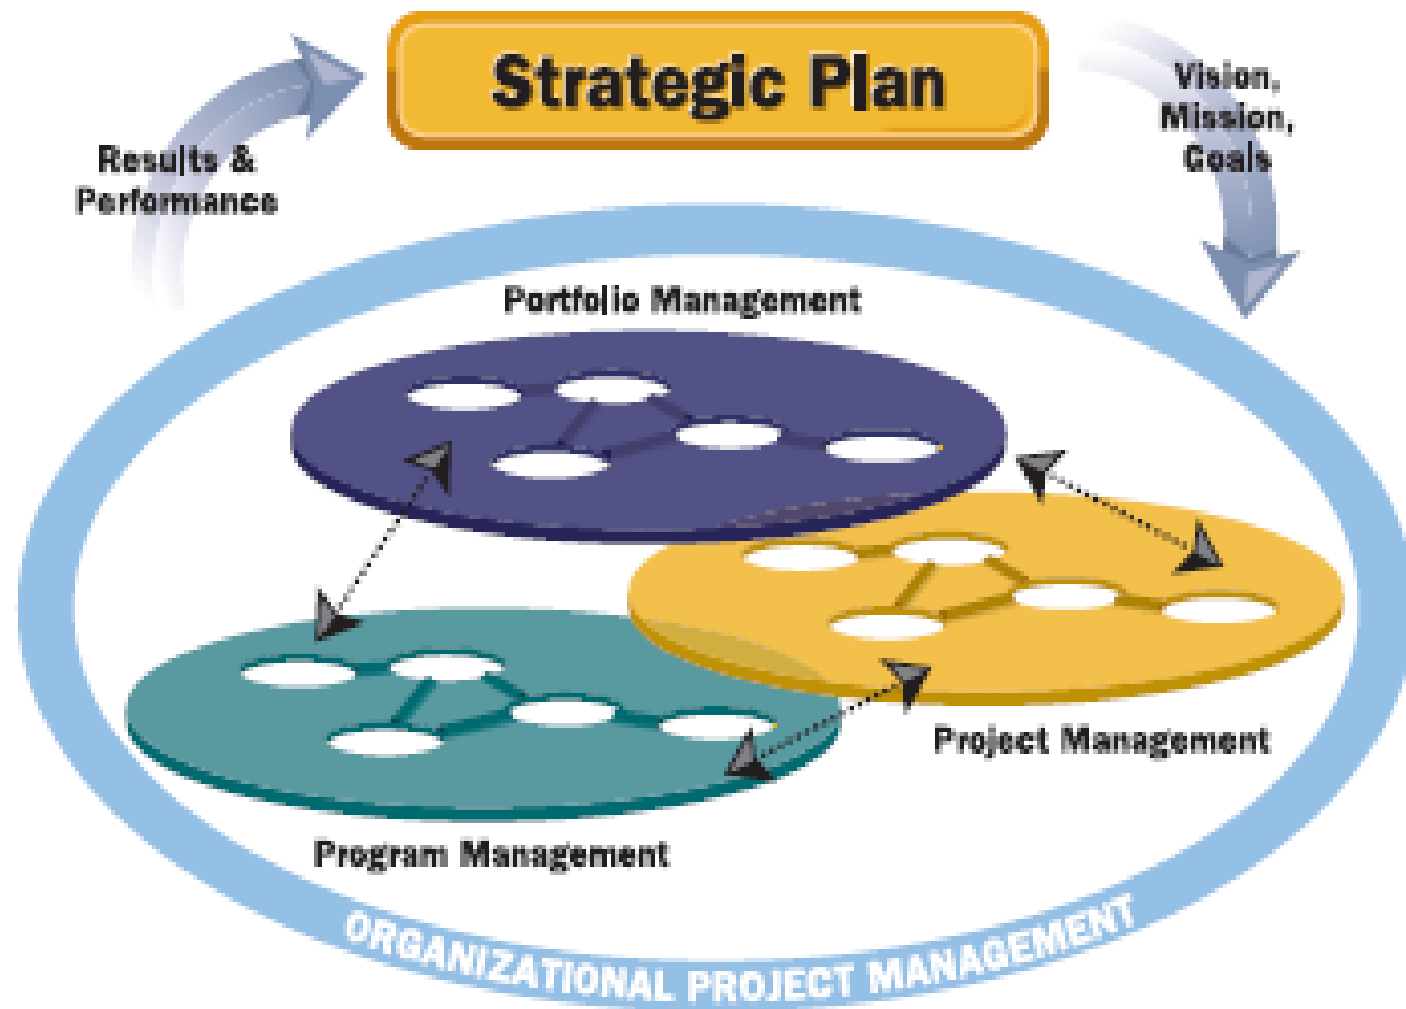 Strategic Plan
Results &
Performance
Vision,
Mission,
Goals
Portfolio Management
Project Management
Program Management
ORGANIZATIONAL PROJECT MANAGEMENT